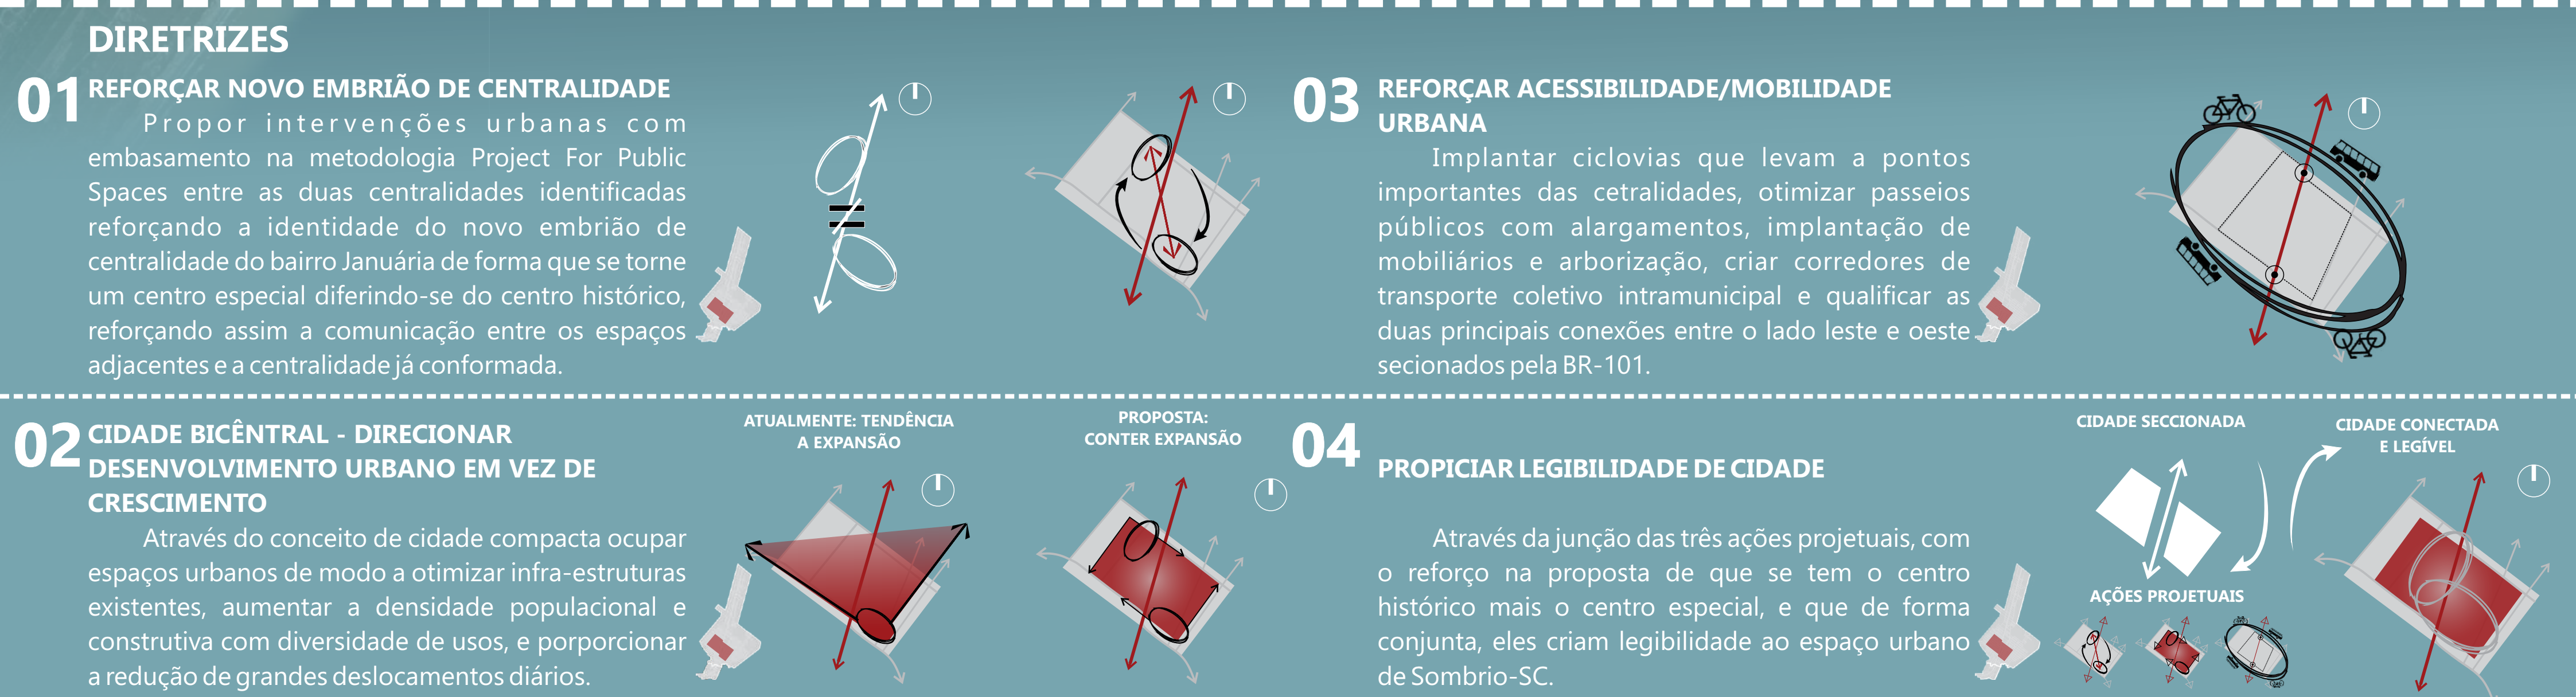 DIRETRIZES
01
REFORÇAR NOVO EMBRIÃO DE CENTRALIDADE
Propor intervenções urbanas com
embasamento na metodologia Project For Public
Spaces entre as duas centralidades identificadas
reforçando a identidade do novo embrião de
centralidade do bairro Januária de forma que se torne
um centro especial diferindo-se do centro histórico,
reforçando assim a comunicação entre os espaços
adjacentes e a centralidade já conformada.
02
CIDADE BICÊNTRAL - DIRECIONAR
DESENVOLVIMENTO URBANO EM VEZ DE
CRESCIMENTO
Através do conceito de cidade compacta ocupar
espaços urbanos de modo a otimizar infra-estruturas
existentes, aumentar a densidade populacional e
construtiva com diversidade de usos, e porporcionar
a redução de grandes deslocamentos diários.
ATUALMENTE: TENDÊNCIA
A EXPANSÃO
PROPOSTA:
CONTER EXPANSÃO
03
REFORÇAR ACESSIBILIDADE/MOBILIDADE
URBANA
Implantar ciclovias que levam a pontos
importantes das cetralidades, otimizar passeios
públicos com alargamentos, implantação de
mobiliários e arborização, criar corredores de
transporte coletivo intramunicipal e qualificar as
duas principais conexões entre o lado leste e oeste
secionados pela BR-101.
04
PROPICIAR LEGIBILIDADE DE CIDADE
Através da junção das três ações projetuais, com
o reforço na proposta de que se tem o centro
histórico mais o centro especial, e que de forma
conjunta, eles criam legibilidade ao espaço urbano
de Sombrio-SC.
CIDADE SECCIONADA
CIDADE CONECTADA
E LEGÍVEL
AÇÕES PROJETUAIS